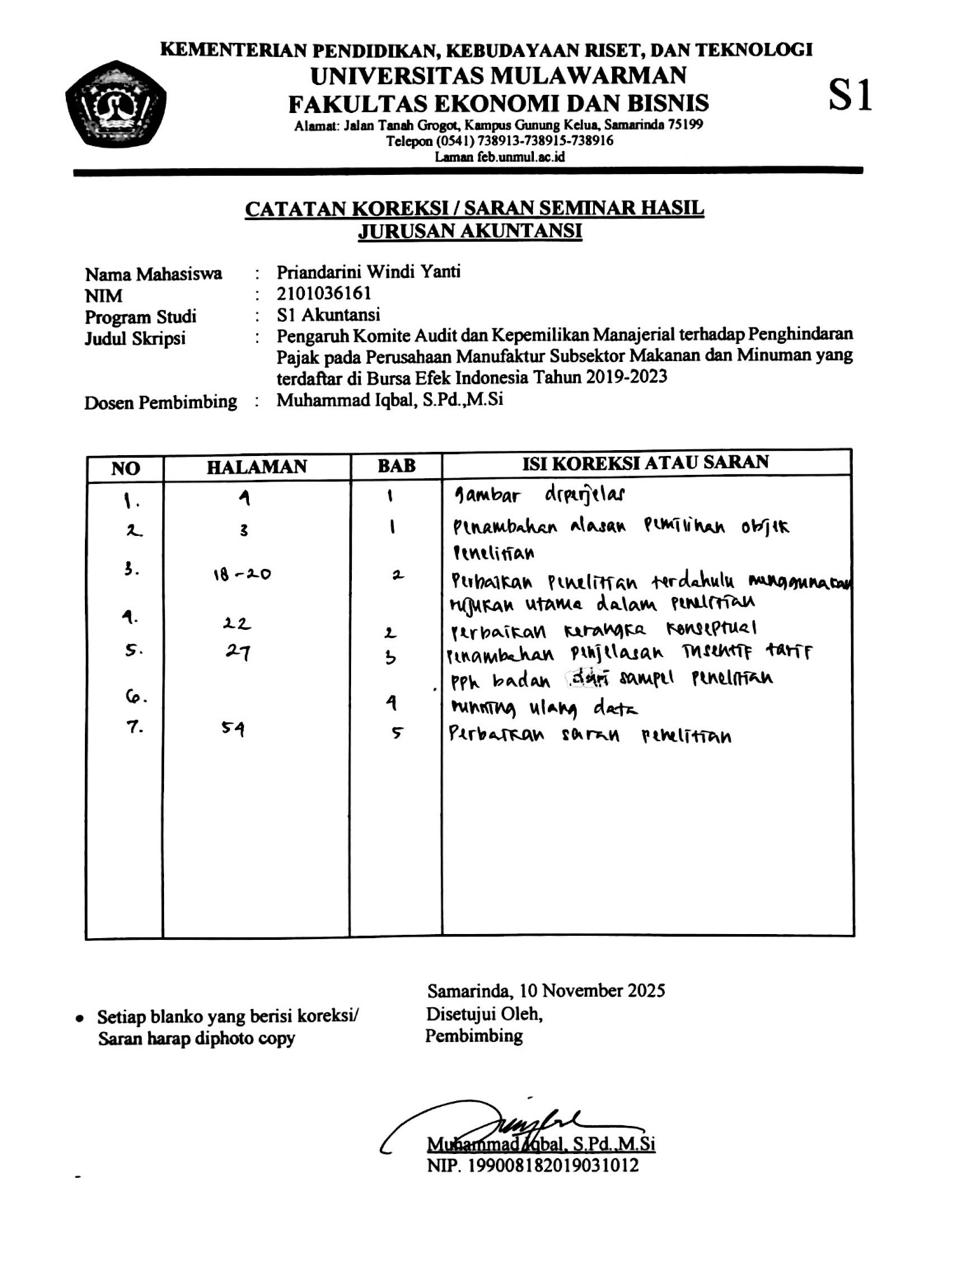 KEMENTERIAN PENDIDIKAN, KEBUDAYAAN RISET, DAN TEKNOLOGI
UNIVERSITAS MULAWARMAN
FAKULTAS EKONOMI DAN BISNIS
S1
Alamat: Jalan Tanah Grogot, Kampus Gunung Kelua, Samarinda 75199
Telepon (0541) 738913-738915-738916
Laman feb.unmul.ac.id
CATATAN KOREKSI / SARAN SEMINAR HASIL
JURUSAN AKUNTANSI
Nama Mahasiswa : Priandarini Windi Yanti
NIM : 2101036161
Program Studi : S1 Akuntansi
Judul Skripsi : Pengaruh Komite Audit dan Kepemilikan Manajerial terhadap Penghindaran
Pajak pada Perusahaan Manufaktur Subsektor Makanan dan Minuman yang
terdaftar di Bursa Efek Indonesia Tahun 2019-2023
Dosen Pembimbing : Muhammad Iqbal, S.Pd.,M.Si
NO HALAMAN BAB ISI KOREKSI ATAU SARAN
1. 4 1 gambar diperjelas
2 3 1 Penambahan alasan pemilihan objek
Penelitian
3. 18-20 2 Perbaikan penelitian terdahulu menggunakan
rujukan utama dalam penelitian
4. 22 2 Perbaikan kerangka konseptual
5. 27 3 Penambahan penjelasan insentif tarif
PPh badan dari sampel penelitian
6. 4 running ulang data
7. 54 5 Perbaikan saran penelitian
Samarinda, 10 November 2025
• Setiap blanko yang berisi koreksi/ Disetujui Oleh,
Saran harap diphoto copy Pembimbing
Muhammad Iqbal, S.Pd.,M.Si
NIP. 199008182019031012